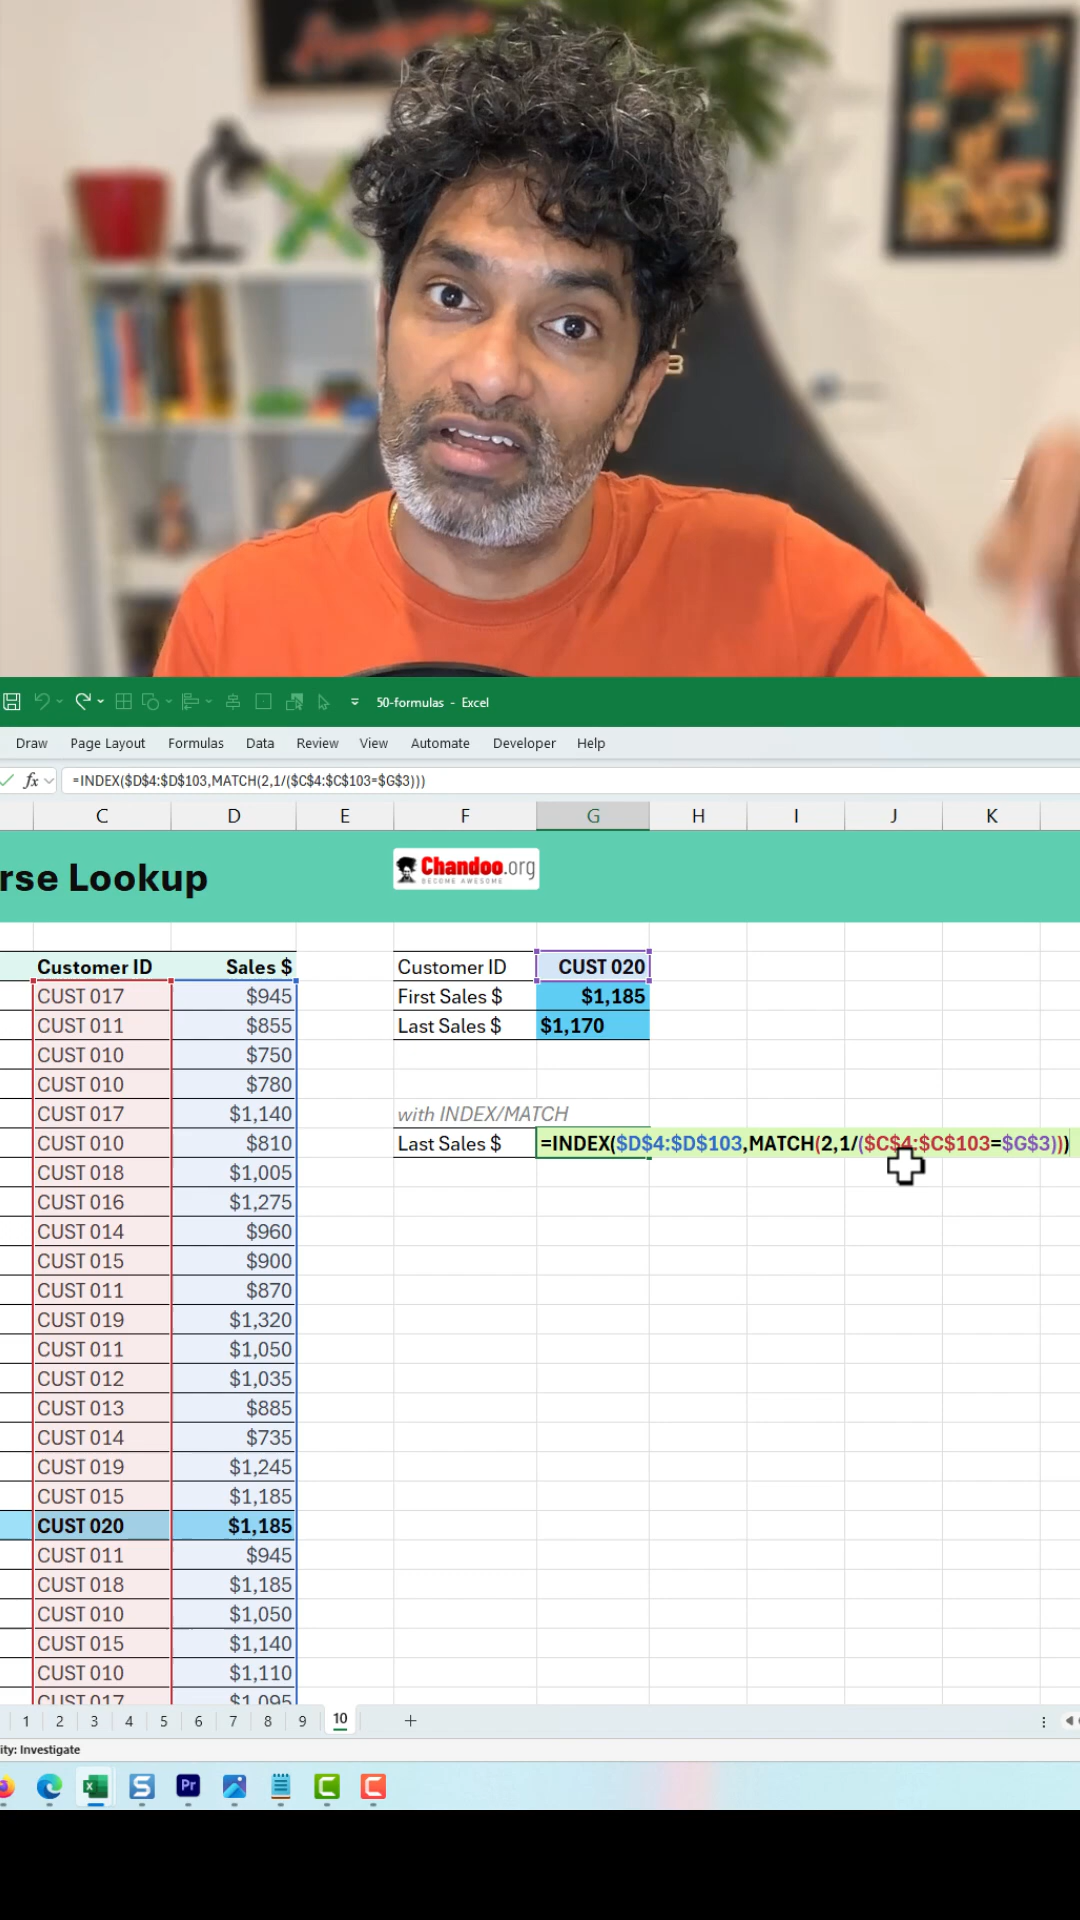 50-formulas - Excel
Draw Page Layout Formulas Data Review View Automate Developer Help
fx =INDEX($D$4:$D$103,MATCH(2,1/($C$4:$C$103=$G$3)))
C D E F G H I J K
rse Lookup
Chandoo.org
BECOME AWESOME
Customer ID Sales $ Customer ID CUST 020
CUST 017 $945 First Sales $ $1,185
CUST 011 $855 Last Sales $ $1,170
CUST 010 $750
CUST 010 $780
CUST 017 $1,140 with INDEX/MATCH
CUST 010 $810 Last Sales $ =INDEX($D$4:$D$103,MATCH(2,1/($C$4:$C$103=$G$3)))
CUST 018 $1,005
CUST 016 $1,275
CUST 014 $960
CUST 015 $900
CUST 011 $870
CUST 019 $1,320
CUST 011 $1,050
CUST 012 $1,035
CUST 013 $885
CUST 014 $735
CUST 019 $1,245
CUST 015 $1,185
CUST 020 $1,185
CUST 011 $945
CUST 018 $1,185
CUST 010 $1,050
CUST 015 $1,140
CUST 010 $1,110
CUST 017 $1,095
1 2 3 4 5 6 7 8 9 10 +
ity: Investigate
S Pr C C